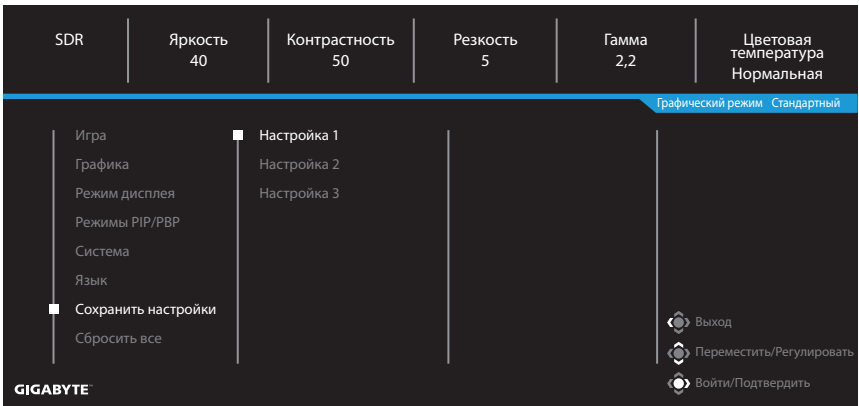 SDR
Яркость
40
Контрастность
50
Резкость
5
Гамма
2,2
Цветовая
температура
Нормальная
Графический режим Стандартный
Игра
Графика
Режим дисплея
Режимы PIP/PBP
Система
Язык
Сохранить настройки
Сбросить все
Настройка 1
Настройка 2
Настройка 3
Выход
Переместить/Регулировать
Войти/Подтвердить
GIGABYTE™